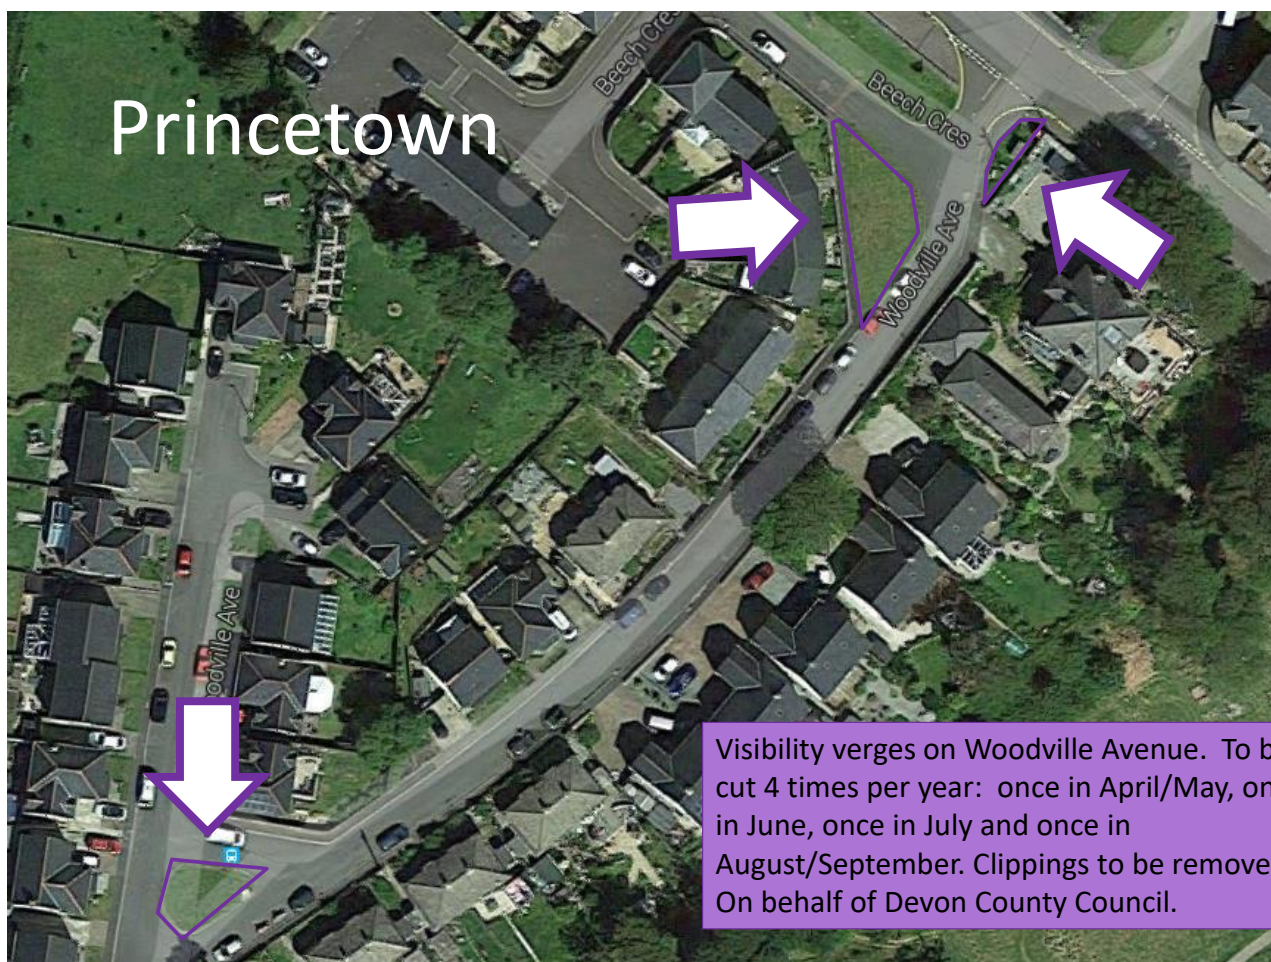 Princetown
Beech Cres
Beech Cres
Woodville Ave
oodville Ave
Visibility verges on Woodville Avenue. To b
cut 4 times per year: once in April/May, on
in June, once in July and once in
August/September. Clippings to be remove
On behalf of Devon County Council.